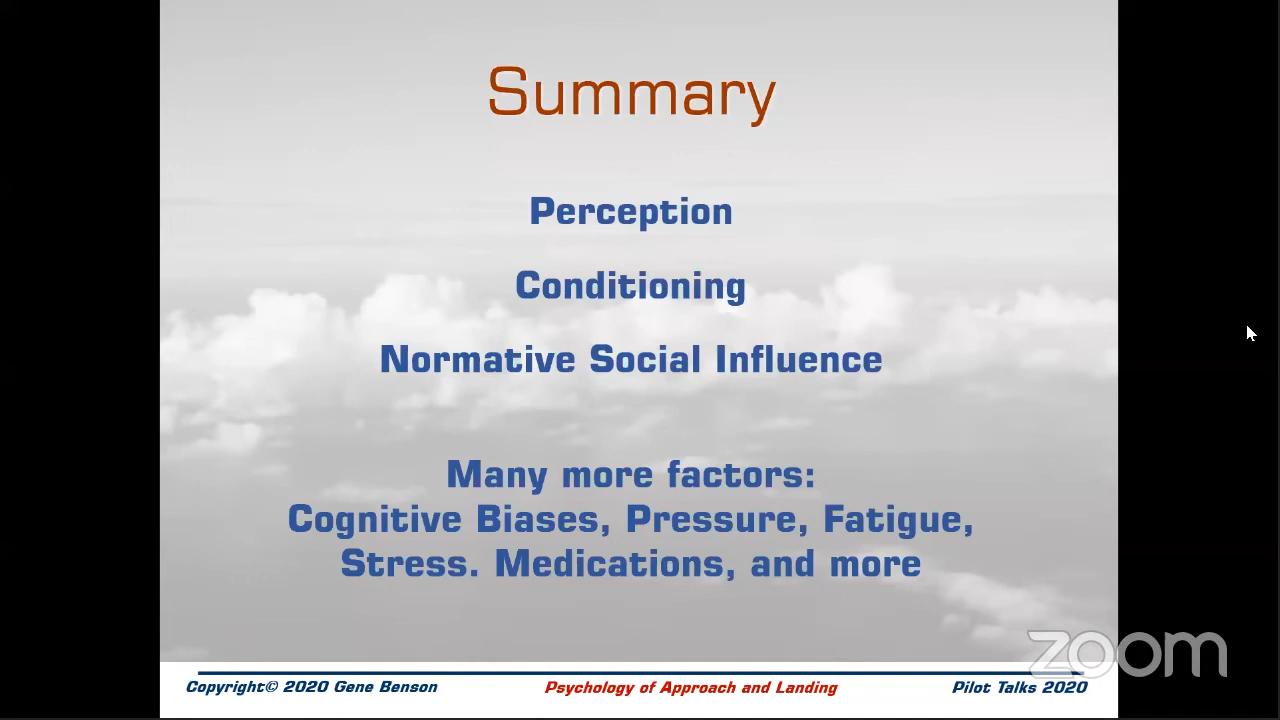 Summary
Perception
Conditioning
Normative Social Influence
Many more factors:
Cognitive Biases, Pressure, Fatigue,
Stress. Medications, and more
zoom
Copyright© 2020 Gene Benson
Psychology of Approach and Landing
Pilot Talks 2020